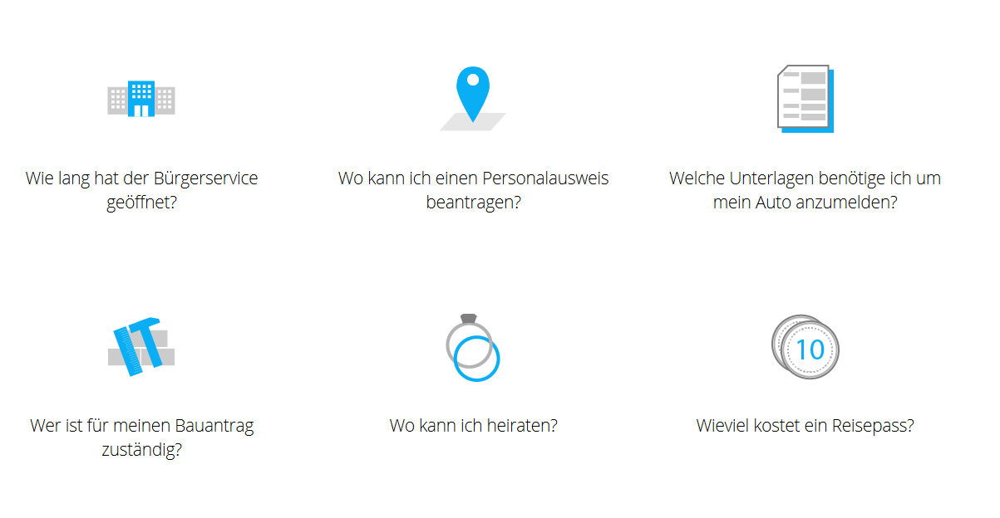 Wie lang hat der Bürgerservice
geöffnet?
Wo kann ich einen Personalausweis
beantragen?
Welche Unterlagen benötige ich um
mein Auto anzumelden?
10
Wer ist für meinen Bauantrag
zuständig?
Wo kann ich heiraten?
Wieviel kostet ein Reisepass?